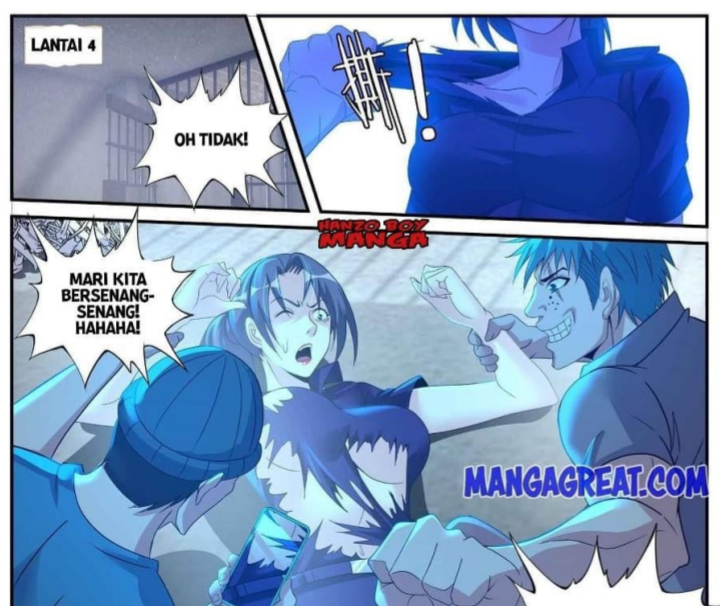 LANTAI 4
OH TIDAK!
HANZO BOY
MANGA
MARI KITA
BERSENANG-
SENANG!
HAHAHA!
MANGAGREAT.COM